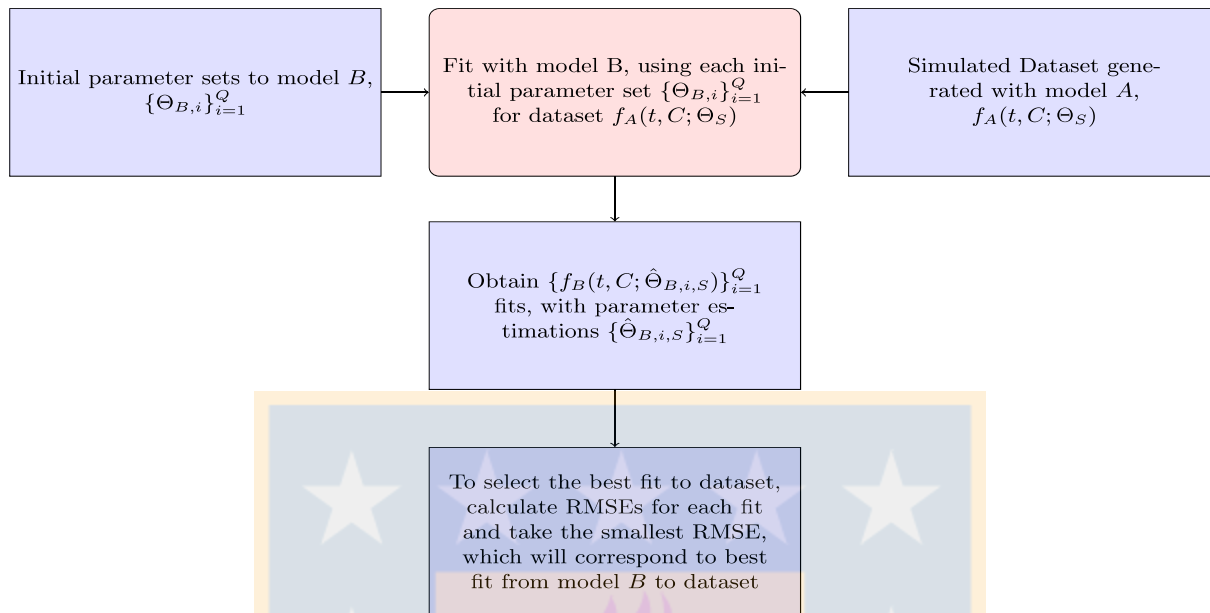 Initial parameter sets to model B,
{Θ_{B,i}}_{i=1}^{Q}
Fit with model B, using each ini-
tial parameter set {Θ_{B,i}}_{i=1}^{Q}
for dataset f_A(t, C; Θ_S)
Simulated Dataset gene-
rated with model A,
f_A(t, C; Θ_S)
Obtain {f_B(t, C; Θ̂_{B,i,S})}_{i=1}^{Q}
fits, with parameter es-
timations {Θ̂_{B,i,S}}_{i=1}^{Q}
To select the best fit to dataset,
calculate RMSEs for each fit
and take the smallest RMSE,
which will correspond to best
fit from model B to dataset